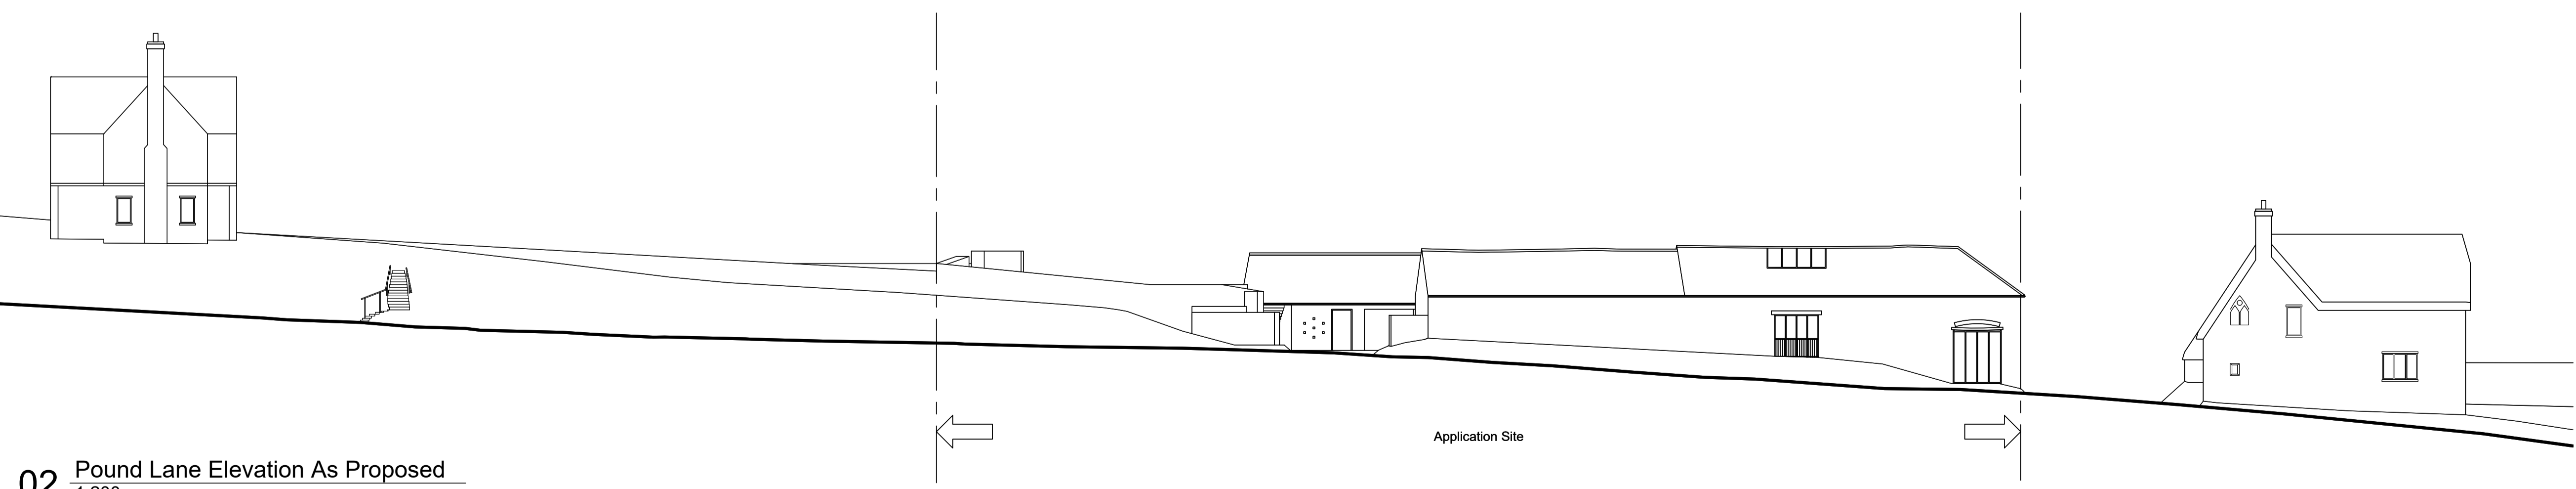 Application Site
02 Pound Lane Elevation As Proposed